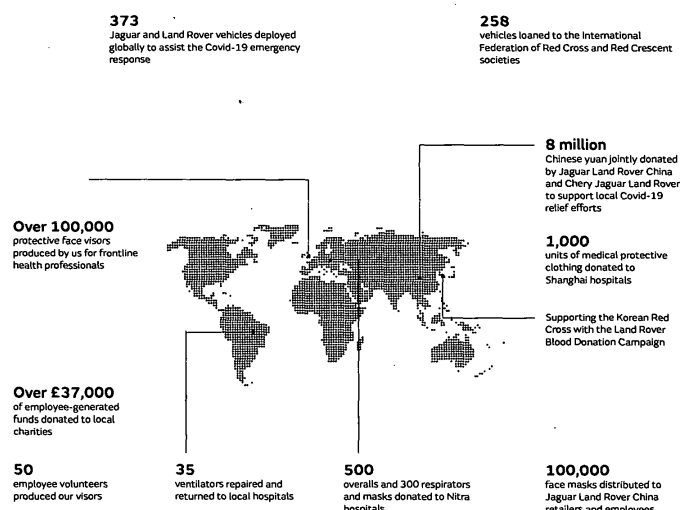 373
Jaguar and Land Rover vehicles deployed
globally to assist the Covid-19 emergency
response
258
vehicles loaned to the International
Federation of Red Cross and Red Crescent
societies
8 million
Chinese yuan jointly donated
by Jaguar Land Rover China
and Chery Jaguar Land Rover
to support local Covid-19
relief efforts
Over 100,000
protective face visors
produced by us for frontline
health professionals
1,000
units of medical protective
clothing donated to
Shanghai hospitals
Supporting the Korean Red
Cross with the Land Rover
Blood Donation Campaign
Over £37,000
of employee-generated
funds donated to local
charities
50
employee volunteers
produced our visors
35
ventilators repaired and
returned to local hospitals
500
overalls and 300 respirators
and masks donated to Nitra
hospitals
100,000
face masks distributed to
Jaguar Land Rover China
retailers and employees